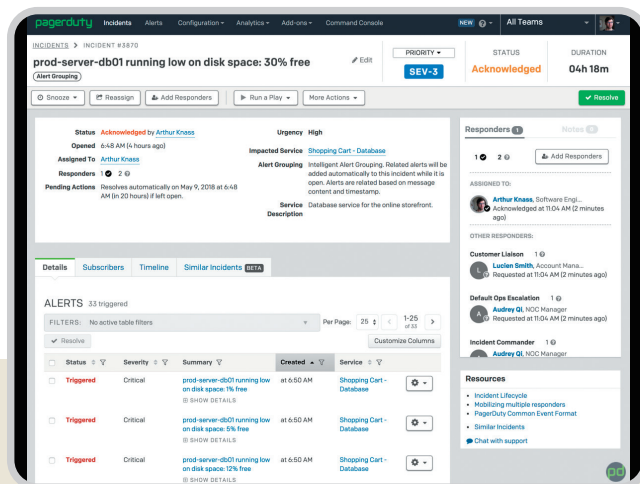 pagerduty Incidents Alerts Configuration Analytics Add-ons Command Console NEW All Teams
INCIDENTS > INCIDENT #3870
prod-server-db01 running low on disk space: 30% free
Alert Grouping
Edit
PRIORITY
SEV-3
STATUS
Acknowledged
DURATION
04h 18m
Snooze Reassign Add Responders Run a Play More Actions Resolve
Status Acknowledged by Arthur Knass
Opened 6:48 AM (4 hours ago)
Assigned To Arthur Knass
Responders 1 2
Pending Actions Resolves automatically on May 9, 2018 at 6:48
AM (in 20 hours) if left open.
Urgency High
Impacted Service Shopping Cart - Database
Alert Grouping Intelligent Alert Grouping. Related alerts will be
added automatically to this incident while it is
open. Alerts are related based on message
content and timestamp.
Service Database service for the online storefront.
Description
Responders 1 Notes 0
1 2 Add Responders
ASSIGNED TO:
Arthur Knass, Software Engi...
Acknowledged at 11:04 AM (2 minutes
ago)
OTHER RESPONDERS:
Customer Liaison 1
L
Lucien Smith, Account Mana...
Requested at 11:04 AM (2 minutes ago)
Default Ops Escalation 1
A
Audrey Qi, NOC Manager
Requested at 11:04 AM (2 minutes ago)
Incident Commander 1
Audrey Qi, NOC Manager
Details Subscribers Timeline Similar Incidents BETA
ALERTS 33 triggered
FILTERS: No active table filters
Per Page: 25 1-25
of 33
Resolve
Customize Columns
Status Severity Summary Created Service
Triggered Critical prod-server-db01 running low at 6:50 AM Shopping Cart -
on disk space: 1% free Database
SHOW DETAILS
Triggered Critical prod-server-db01 running low at 6:50 AM Shopping Cart -
on disk space: 5% free Database
SHOW DETAILS
Triggered Critical prod-server-db01 running low at 6:50 AM Shopping Cart -
on disk space: 12% free Database
SHOW DETAILS
Resources
Incident Lifecycle
Mobilizing multiple responders
PagerDuty Common Event Format
Similar Incidents
Chat with support
pd